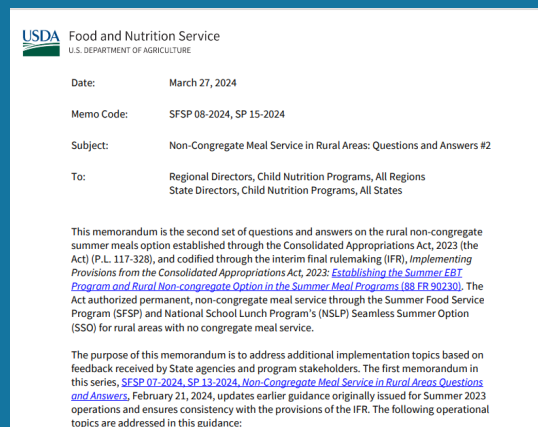 USDA Food and Nutrition Service
U.S. DEPARTMENT OF AGRICULTURE
Date: March 27, 2024
Memo Code: SFSP 08-2024, SP 15-2024
Subject: Non-Congregate Meal Service in Rural Areas: Questions and Answers #2
To: Regional Directors, Child Nutrition Programs, All Regions
State Directors, Child Nutrition Programs, All States
This memorandum is the second set of questions and answers on the rural non-congregate
summer meals option established through the Consolidated Appropriations Act, 2023 (the
Act) (P.L. 117-328), and codified through the interim final rulemaking (IFR), Implementing
Provisions from the Consolidated Appropriations Act, 2023: Establishing the Summer EBT
Program and Rural Non-congregate Option in the Summer Meal Programs (88 FR 90230). The
Act authorized permanent, non-congregate meal service through the Summer Food Service
Program (SFSP) and National School Lunch Program's (NSLP) Seamless Summer Option
(SSO) for rural areas with no congregate meal service.
The purpose of this memorandum is to address additional implementation topics based on
feedback received by State agencies and program stakeholders. The first memorandum in
this series, SFSP 07-2024, SP 13-2024, Non-Congregate Meal Service in Rural Areas Questions
and Answers, February 21, 2024, updates earlier guidance originally issued for Summer 2023
operations and ensures consistency with the provisions of the IFR. The following operational
topics are addressed in this guidance: